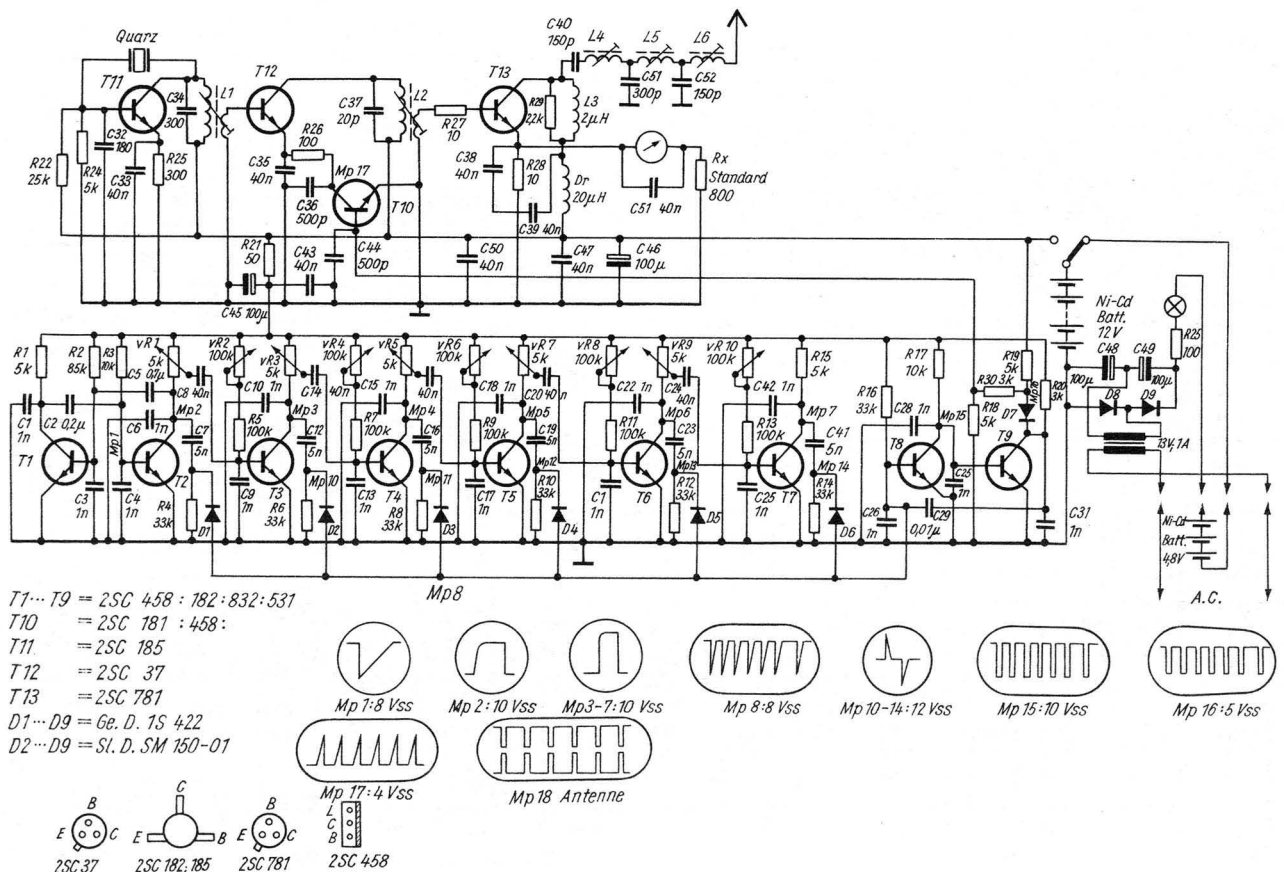 Quarz
T11
C34
300
L1
T12
C37
20p
L2
T13
C40
150p
L4
L5
L6
C51
300p
C52
150p
R29
2,2k
L3
2µH
R22
25k
R24
5k
C32
180
C33
40n
R25
300
C35
40n
R26
100
Mp 17
C36
500p
T10
R27
10
C38
40n
R28
10
Dr
20µH
C39 40n
C51 40n
Rx
Standard
800
R21
50
C43
40n
C44
500p
C50
40n
C47
40n
C46
100µ
C45 100µ
Ni-Cd
Batt.
12V
R25
100
C48
100µ
C49
100µ
D8
D9
13V, 1A
Ni-Cd
Batt.
4,8V
A.C.
R1
5k
R2
85k
R3
10k
vR1
5k
vR2
100k
vR3
5k
vR4
100k
vR5
5k
vR6
100k
vR7
5k
vR8
100k
vR9
5k
vR10
100k
R15
5k
R16
33k
R17
10k
R30 3k
R18
5k
R19
5k
Mp16
D7
R20
3K
C1
1n
C2 0,2µ
C5
0,1µ
C6 1n
C8
40n
Mp1
Mp2
C7
5n
C10 1n
R5
100k
C14
40n
Mp3
C12
5n
C15 1n
R7
100k
40n
Mp4
C16
5n
C18 1n
R9
100k
C20 40n
Mp5
C19
5n
C22 1n
R11
100k
C24
40n
Mp6
C23
5n
C42 1n
R13
100k
Mp7
C41
5n
C28 1n
Mp15
T1
C3
1n
C4
1n
T2
R4
33k
D1
C9
1n
T3
R6
33k
Mp10
D2
C13
1n
T4
R8
33k
Mp11
D3
C17
1n
T5
Mp12
R10
33k
D4
C1
1n
T6
Mp13
R12
33k
D5
C25
1n
T7
Mp14
R14
33k
D6
T8
C26
1n
C25
1n
C29
0,01µ
T9
C31
1n
Mp8
T1···T9 = 2SC 458 : 182 : 832 : 531
T10 = 2SC 181 : 458 :
T11 = 2SC 185
T12 = 2SC 37
T13 = 2SC 781
D1···D9 = Ge. D. 1S 422
D2···D9 = Sl. D. SM 150-01
Mp 1:8 Vss
Mp 2:10 Vss
Mp3-7:10 Vss
Mp 8:8 Vss
Mp 10-14:12 Vss
Mp 15:10 Vss
Mp 16:5 Vss
Mp 17:4 Vss
Mp 18 Antenne
B
E
C
2SC 37
C
E
B
2SC 182:185
B
E
C
2SC 781
L
C
B
2SC 458